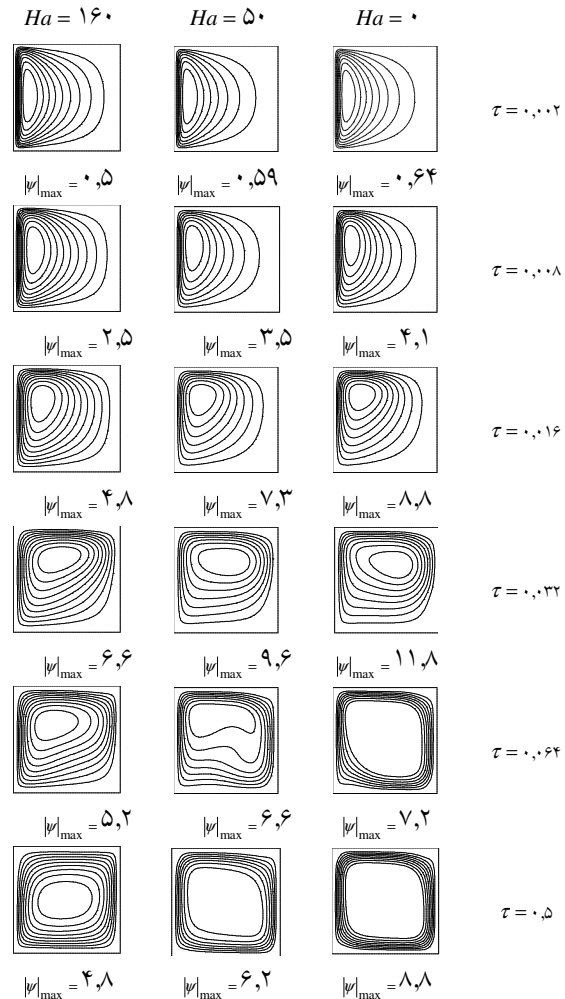 Ha = ۱۶۰ Ha = ۵۰ Ha = ۰
τ = ۰,۰۰۲
|ψ|max = ۰,۵ |ψ|max = ۰,۵۹ |ψ|max = ۰,۶۴
τ = ۰,۰۰۸
|ψ|max = ۲,۵ |ψ|max = ۳,۵ |ψ|max = ۴,۱
τ = ۰,۰۱۶
|ψ|max = ۴,۸ |ψ|max = ۷,۳ |ψ|max = ۸,۸
τ = ۰,۰۳۲
|ψ|max = ۶,۶ |ψ|max = ۹,۶ |ψ|max = ۱۱,۸
τ = ۰,۰۶۴
|ψ|max = ۵,۲ |ψ|max = ۶,۶ |ψ|max = ۷,۲
τ = ۰,۵
|ψ|max = ۴,۸ |ψ|max = ۶,۲ |ψ|max = ۸,۸